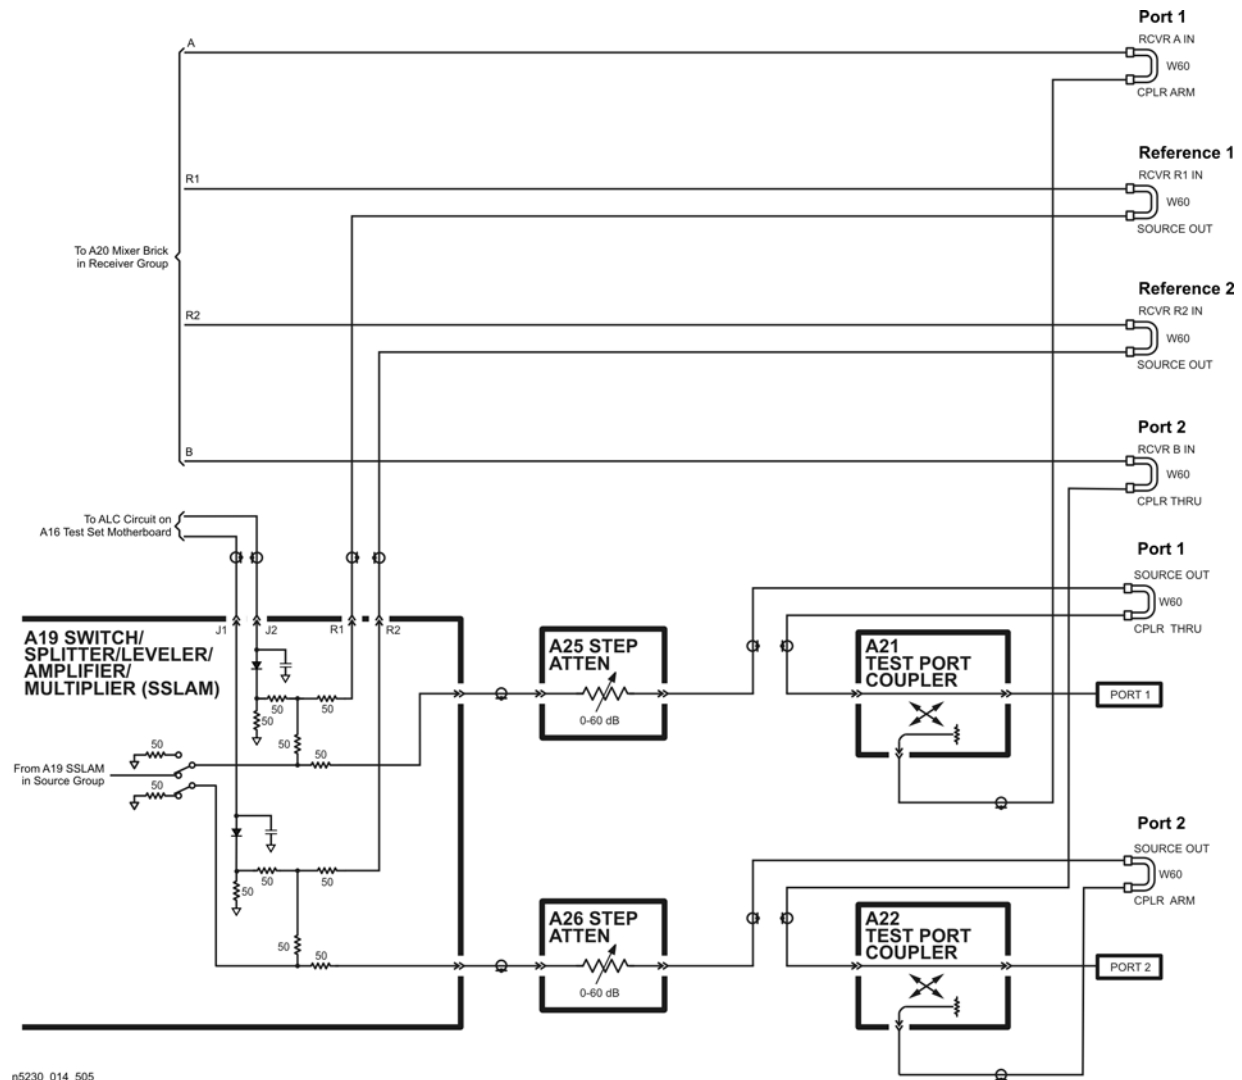 Port 1
RCVR A IN
W60
CPLR ARM
A
Reference 1
RCVR R1 IN
W60
SOURCE OUT
R1
To A20 Mixer Brick
in Receiver Group
Reference 2
RCVR R2 IN
W60
SOURCE OUT
R2
Port 2
RCVR B IN
W60
CPLR THRU
B
To ALC Circuit on
A16 Test Set Motherboard
Port 1
SOURCE OUT
W60
CPLR THRU
J1
J2
R1
R2
A19 SWITCH/
SPLITTER/LEVELER/
AMPLIFIER/
MULTIPLIER (SSLAM)
A25 STEP
ATTEN
0-60 dB
A21
TEST PORT
COUPLER
PORT 1
50
50
50
50
50
50
50
From A19 SSLAM
in Source Group
50
50
50
50
50
Port 2
SOURCE OUT
W60
CPLR ARM
A26 STEP
ATTEN
0-60 dB
A22
TEST PORT
COUPLER
PORT 2
n5230_014_505